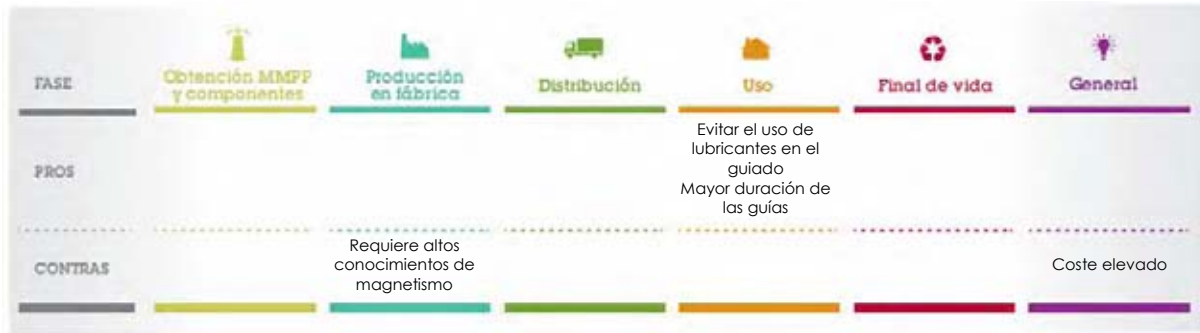 FASE
Obtención MMPP
y componentes
Producción
en fábrica
Distribución
Uso
Final de vida
General
PROS
Evitar el uso de
lubricantes en el
guiado
Mayor duración de
las guías
CONTRAS
Requiere altos
conocimientos de
magnetismo
Coste elevado